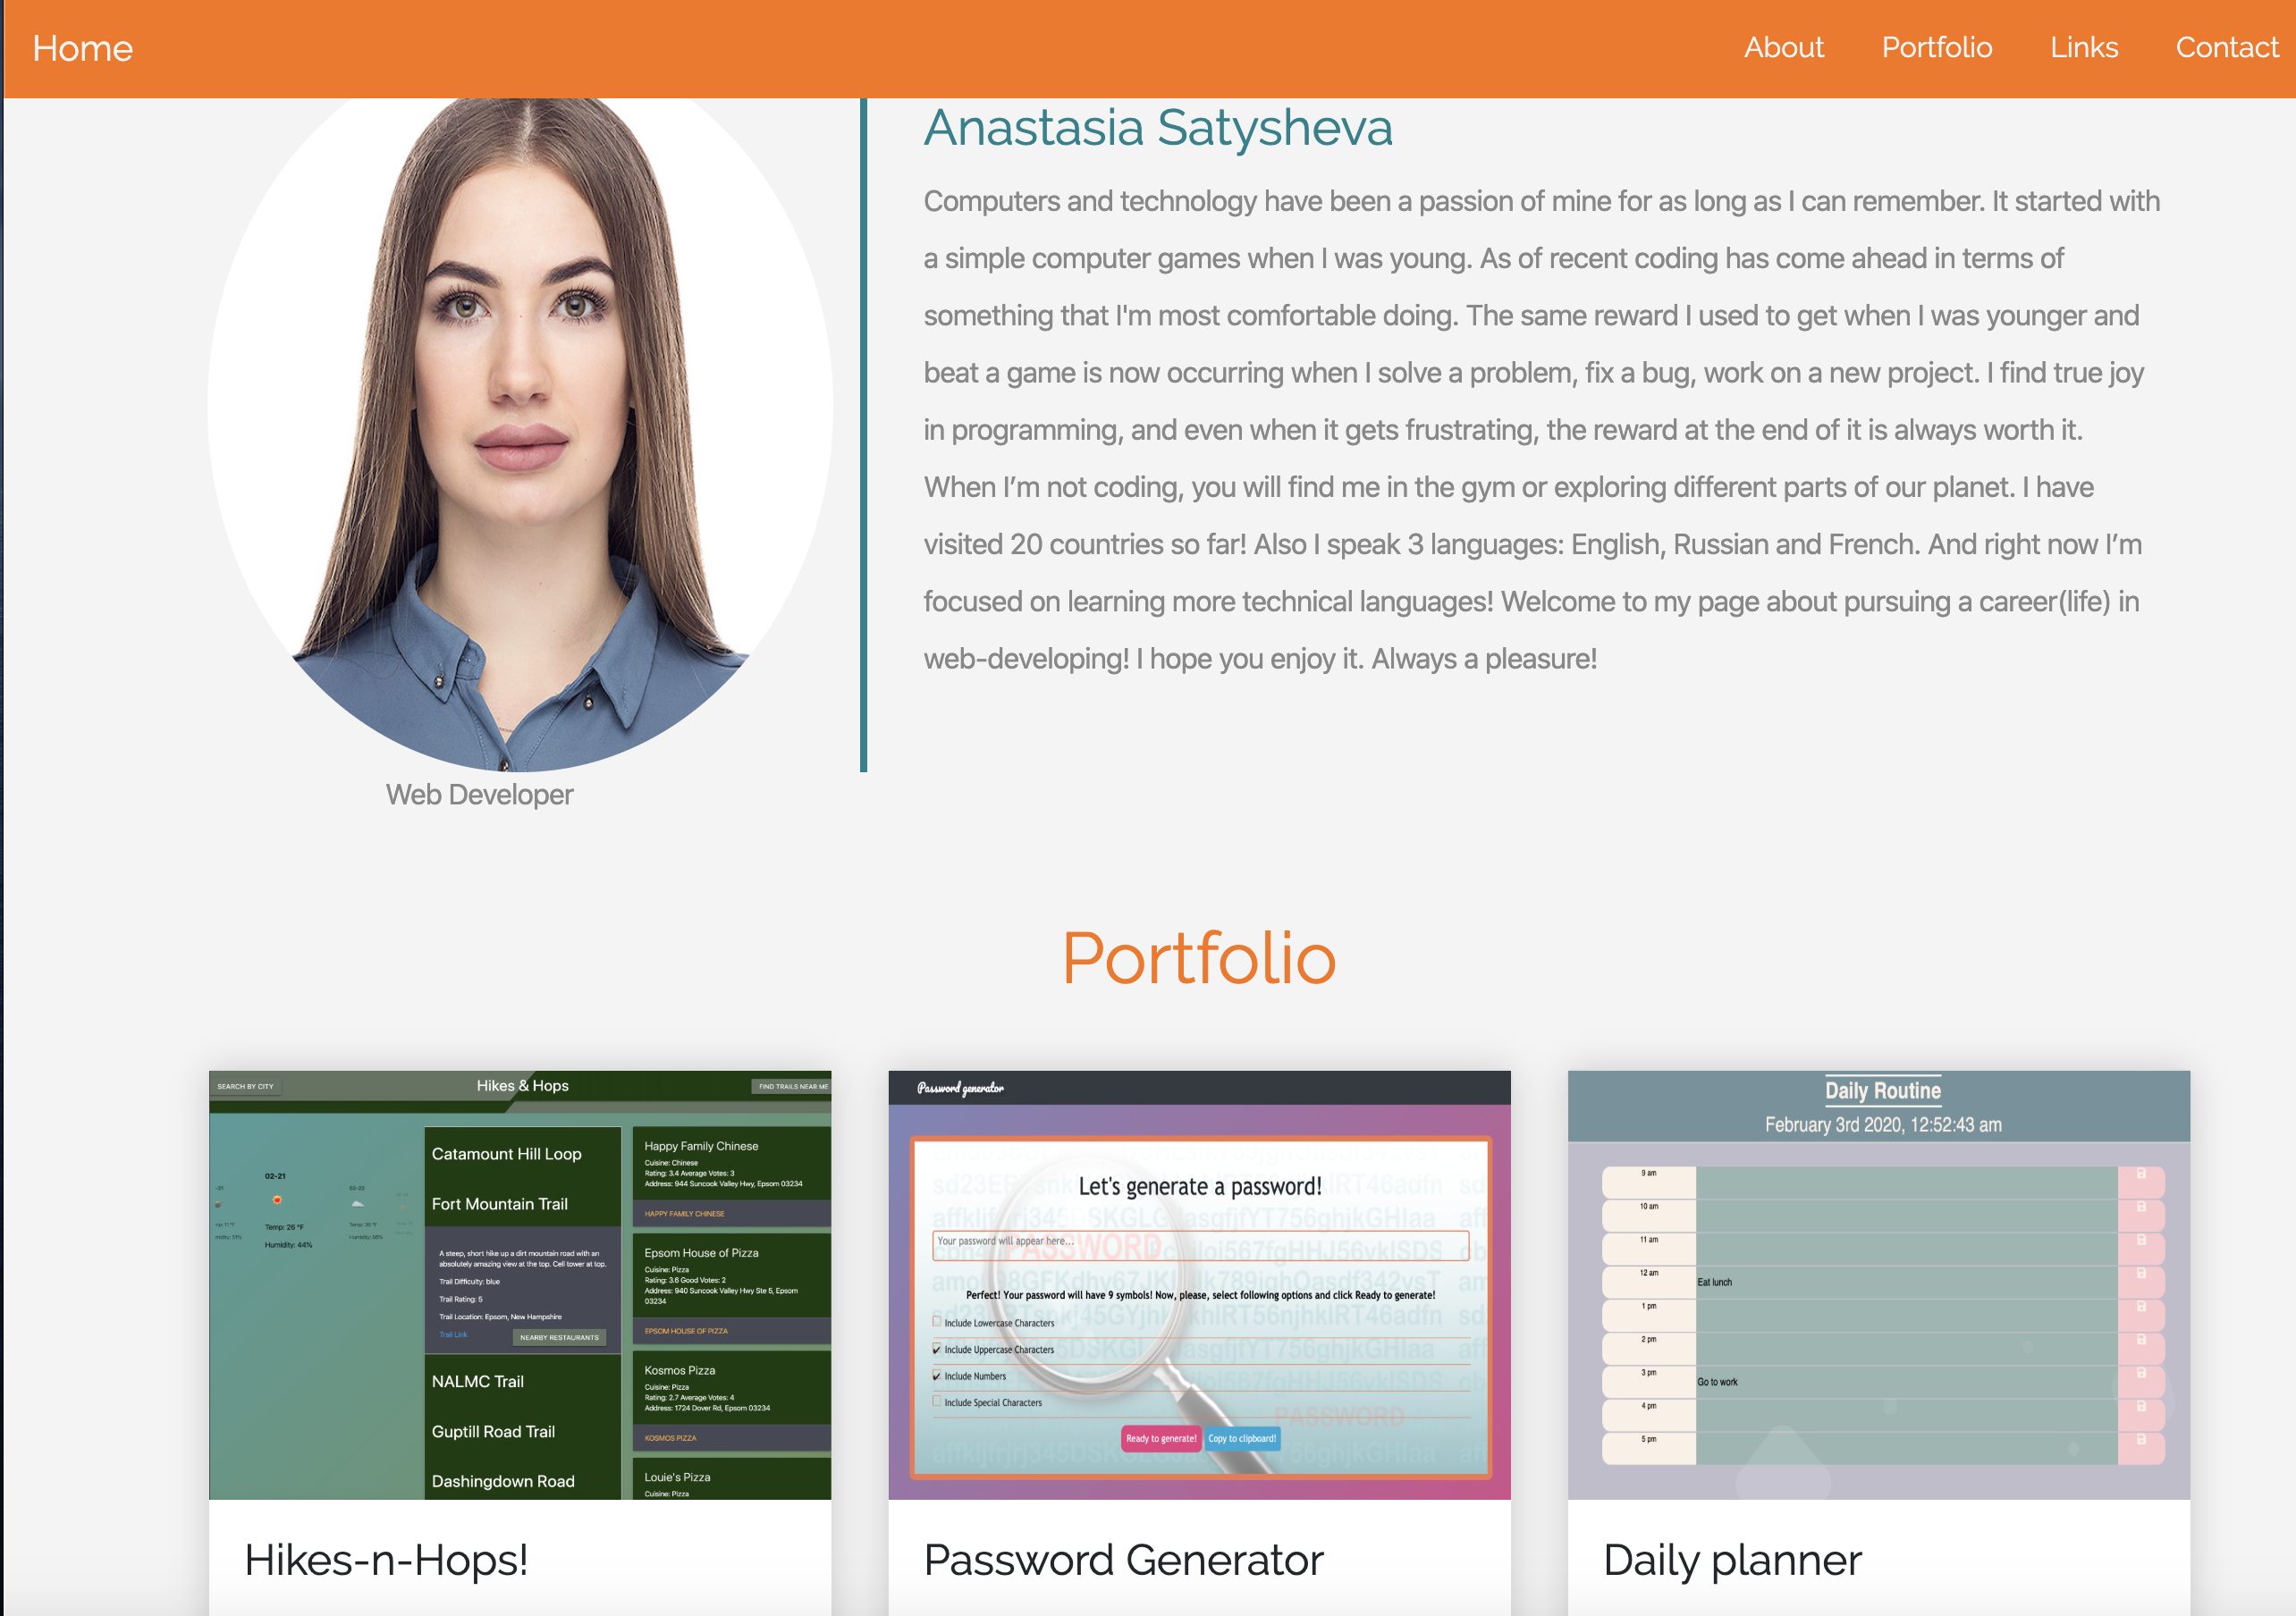 Home
About Portfolio Links Contact
Anastasia Satysheva
Computers and technology have been a passion of mine for as long as I can remember. It started with
a simple computer games when I was young. As of recent coding has come ahead in terms of
something that I'm most comfortable doing. The same reward I used to get when I was younger and
beat a game is now occurring when I solve a problem, fix a bug, work on a new project. I find true joy
in programming, and even when it gets frustrating, the reward at the end of it is always worth it.
When I’m not coding, you will find me in the gym or exploring different parts of our planet. I have
visited 20 countries so far! Also I speak 3 languages: English, Russian and French. And right now I’m
focused on learning more technical languages! Welcome to my page about pursuing a career(life) in
web-developing! I hope you enjoy it. Always a pleasure!
Web Developer
Portfolio
SEARCH BY CITY
Hikes & Hops
FIND TRAILS NEAR ME
02-21
Temp: 26 °F
Humidity: 44%
02-22
Catamount Hill Loop
Fort Mountain Trail
A steep, short hike up a dirt mountain road with an
absolutely amazing view at the top. Cell tower at top.
Trail Difficulty: blue
Trail Rating: 5
Trail Location: Epsom, New Hampshire
Trail Link
NEARBY RESTAURANTS
NALMC Trail
Guptill Road Trail
Dashingdown Road
Happy Family Chinese
Cuisine: Chinese
Rating: 3.4 Average Votes: 3
Address: 944 Suncook Valley Hwy, Epsom 03234
HAPPY FAMILY CHINESE
Epsom House of Pizza
Cuisine: Pizza
Rating: 3.6 Good Votes: 2
Address: 940 Suncook Valley Hwy Ste 5, Epsom
03234
EPSOM HOUSE OF PIZZA
Kosmos Pizza
Cuisine: Pizza
Rating: 2.7 Average Votes: 4
Address: 1724 Dover Rd, Epsom 03234
KOSMOS PIZZA
Louie's Pizza
Cuisine: Pizza
Hikes-n-Hops!
Password generator
Let's generate a password!
Your password will appear here...
PASSWORD
Perfect! Your password will have 9 symbols! Now, please, select following options and click Ready to generate!
Include Lowercase Characters
Include Uppercase Characters
Include Numbers
Include Special Characters
PASSWORD
Ready to generate! Copy to clipboard!
Password Generator
Daily Routine
February 3rd 2020, 12:52:43 am
9 am
10 am
11 am
12 am Eat lunch
1 pm
2 pm
3 pm Go to work
4 pm
5 pm
Daily planner